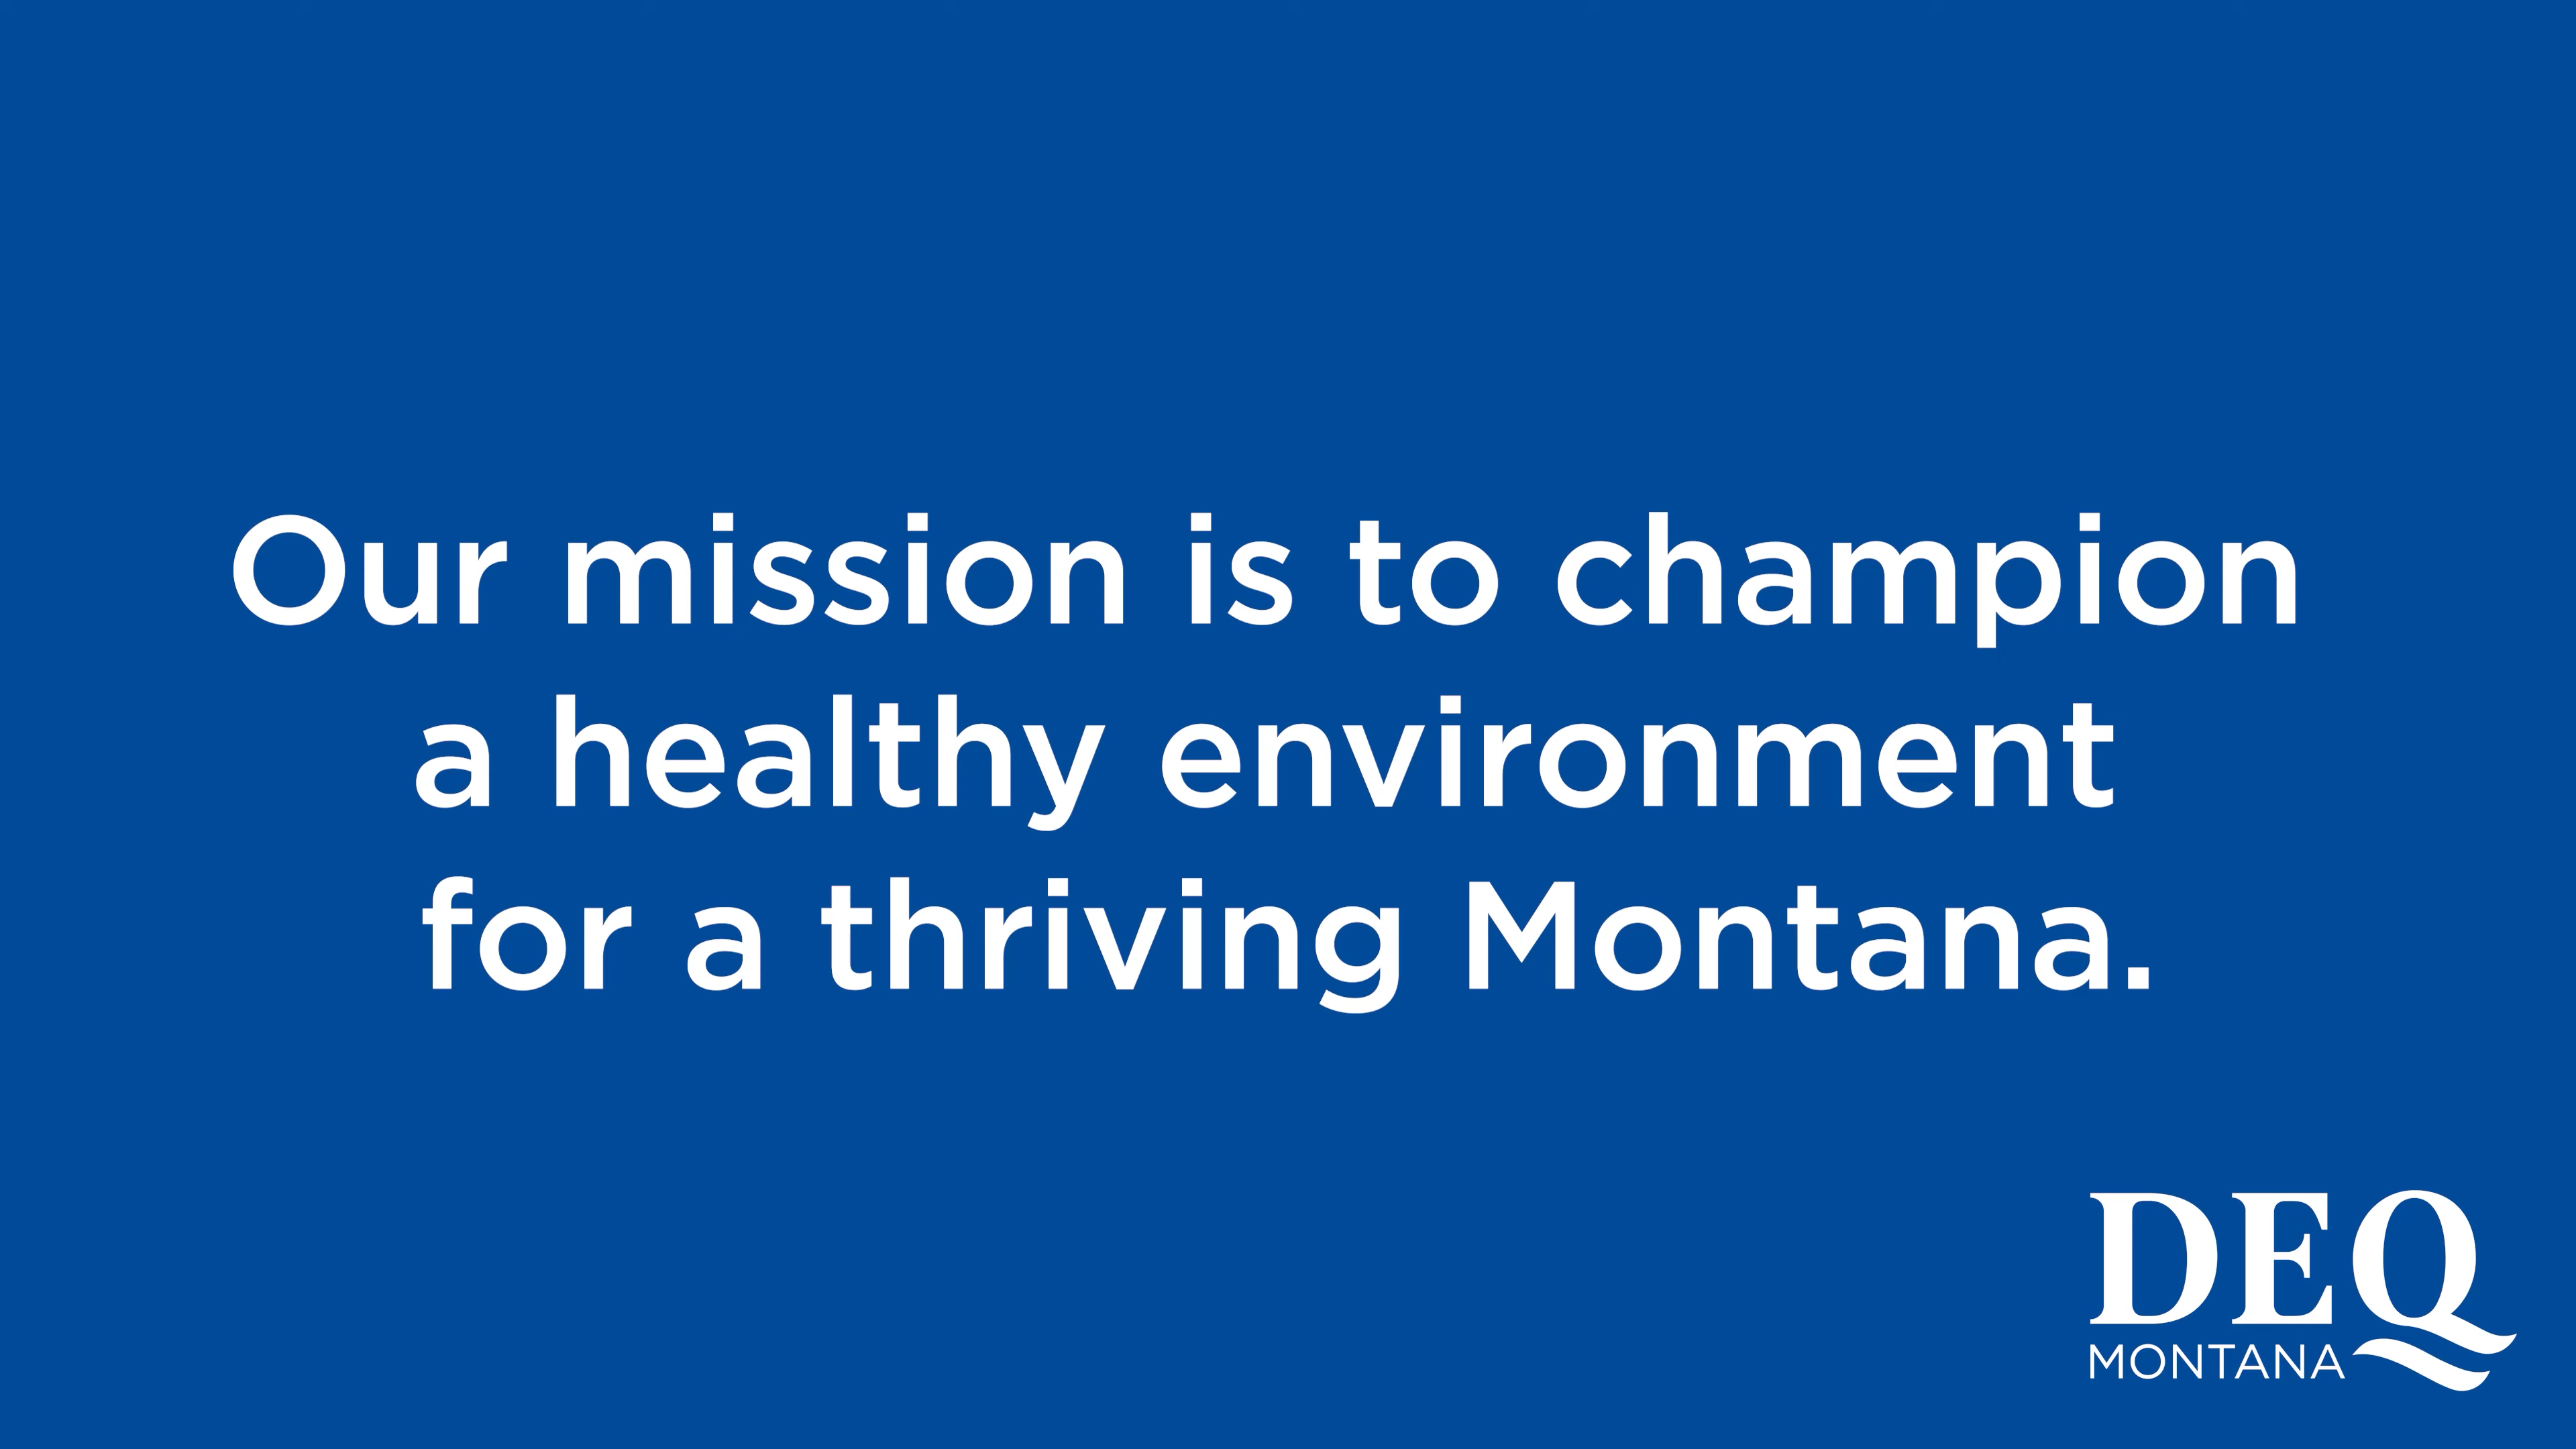 Our mission is to champion
a healthy environment
for a thriving Montana.
DEQ
MONTANA